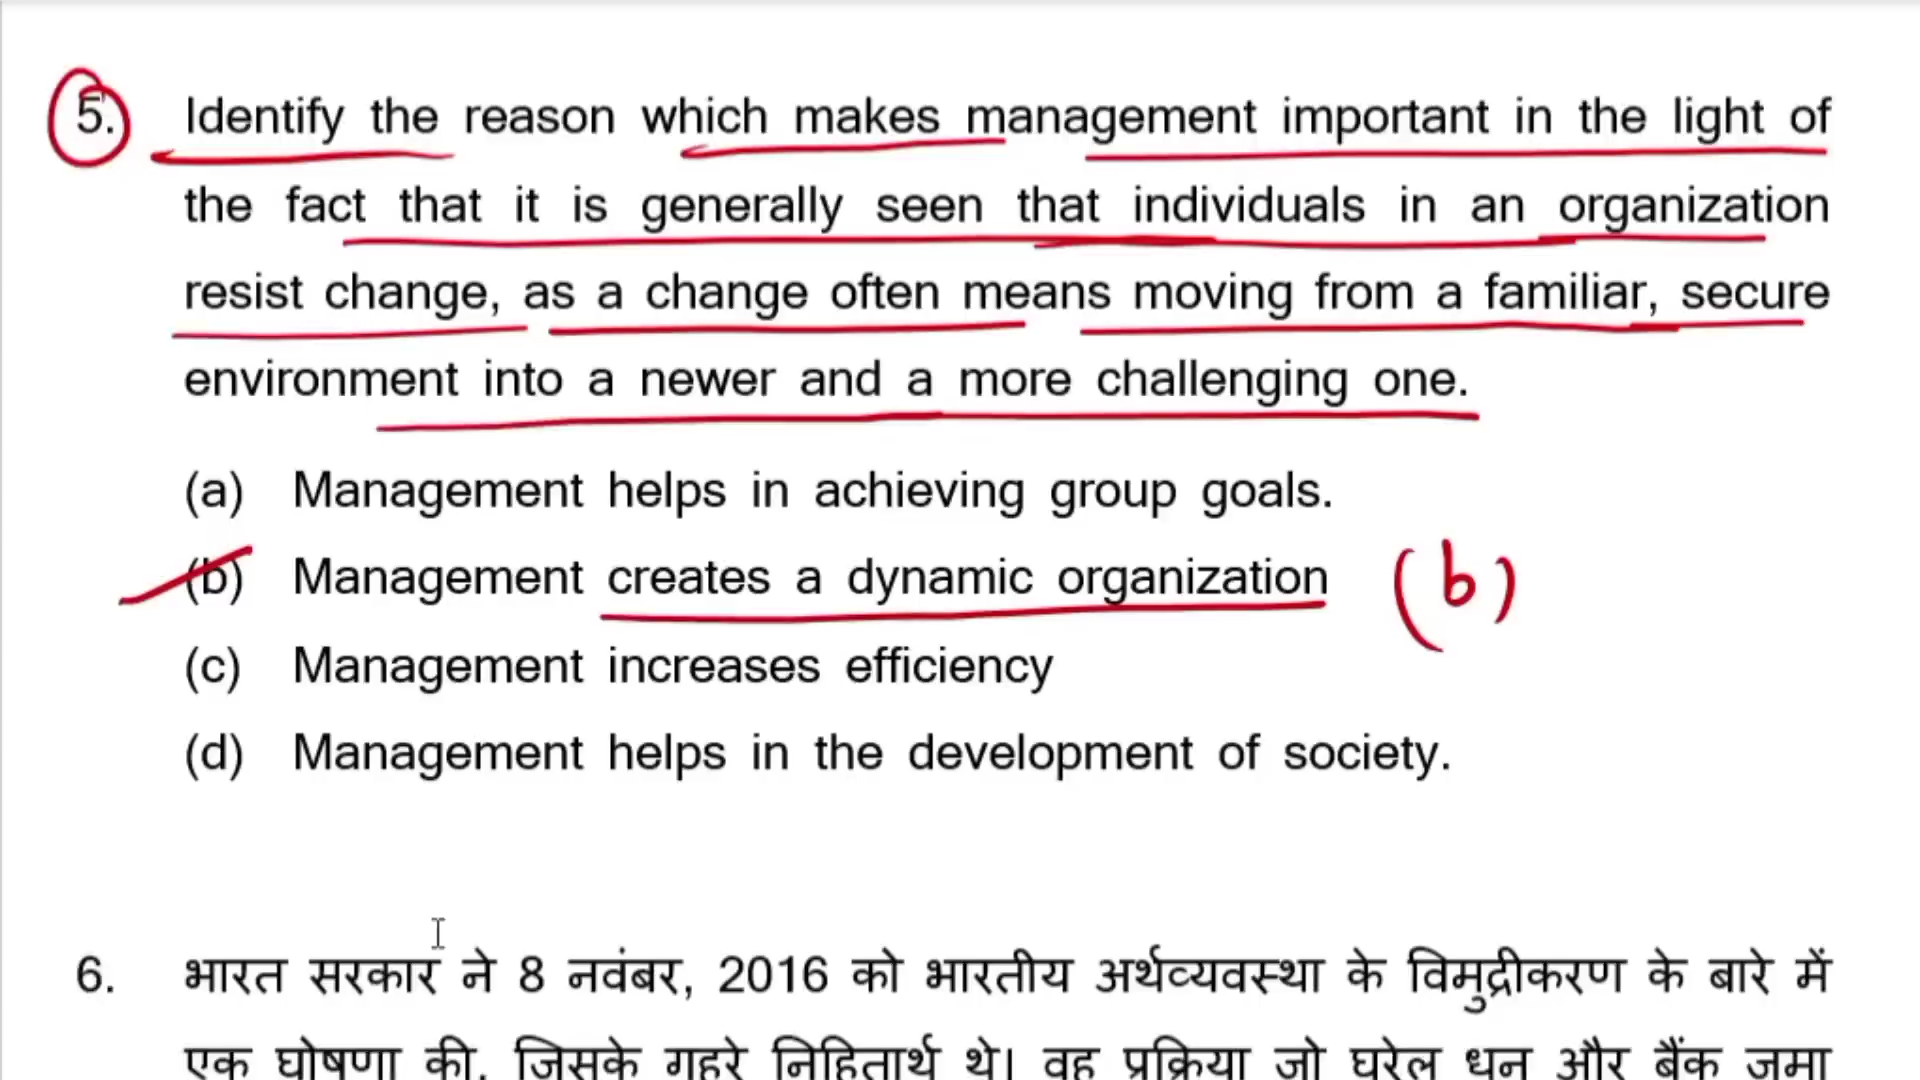 5. Identify the reason which makes management important in the light of
the fact that it is generally seen that individuals in an organization
resist change, as a change often means moving from a familiar, secure
environment into a newer and a more challenging one.
(a) Management helps in achieving group goals.
(b) Management creates a dynamic organization (b)
(c) Management increases efficiency
(d) Management helps in the development of society.
6. भारत सरकार ने 8 नवंबर, 2016 को भारतीय अर्थव्यवस्था के विमुद्रीकरण के बारे में
एक घोषणा की, जिसके गहरे निहितार्थ थे। वह प्रक्रिया जो घरेलू धन और बैंक जमा